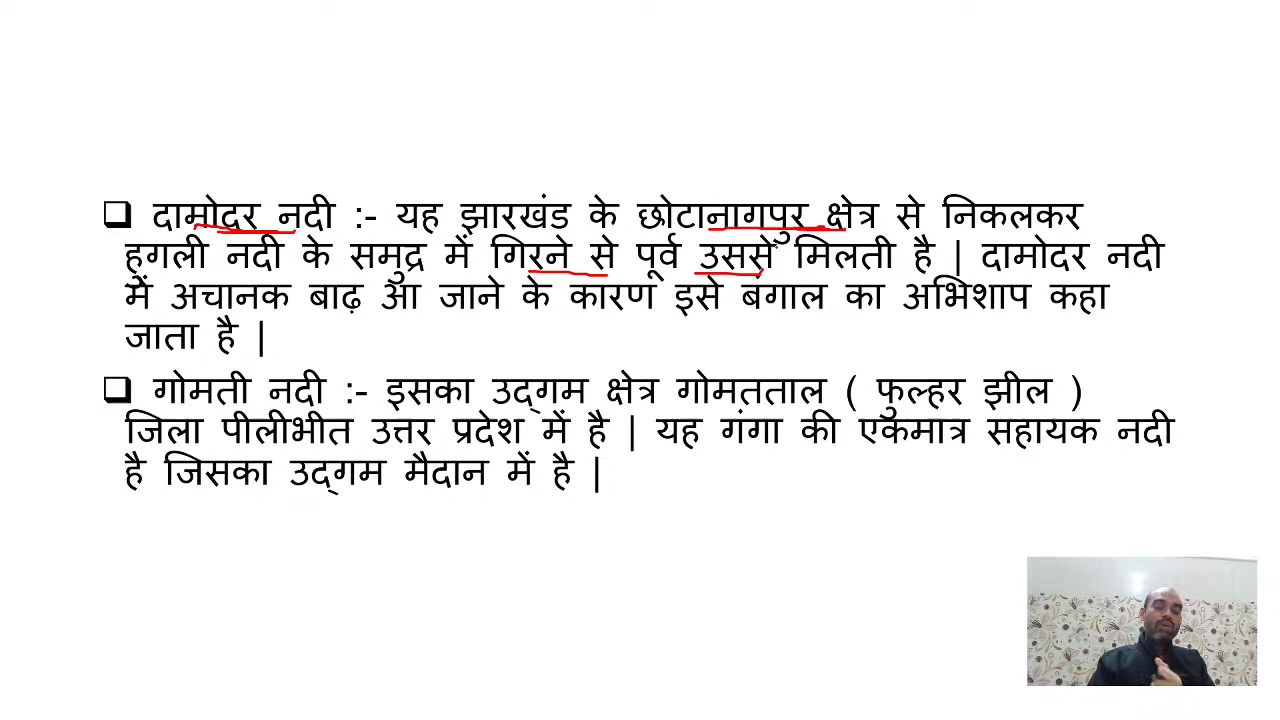 ❑ दामोदर नदी :- यह झारखंड के छोटानागपुर क्षेत्र से निकलकर
हुगली नदी के समुद्र में गिरने से पूर्व उससे मिलती है |  दामोदर नदी
में अचानक बाढ़ आ जाने के कारण इसे बंगाल का अभिशाप कहा
जाता है |
❑ गोमती नदी :- इसका उद्गम क्षेत्र गोमतताल ( फुल्हर झील )
जिला पीलीभीत उत्तर प्रदेश में है | यह गंगा की एकमात्र सहायक नदी
है जिसका उद्गम मैदान में है |